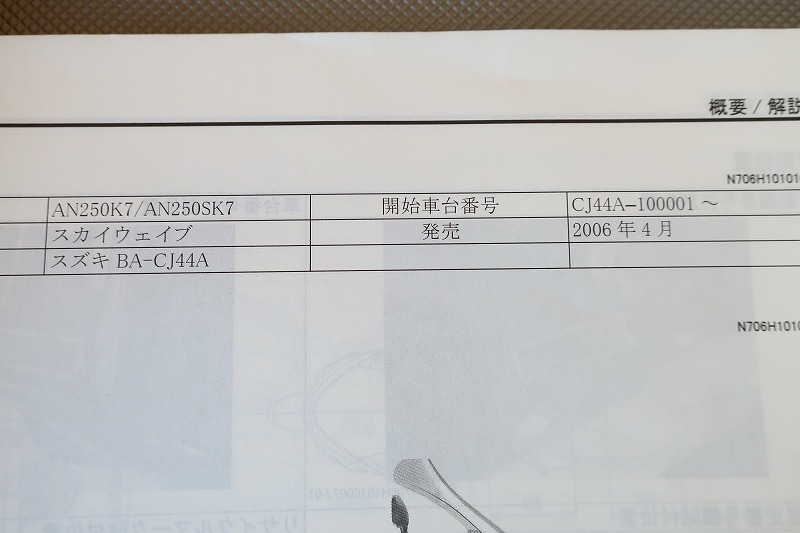 概要 / 解説
N706H10101
AN250K7/AN250SK7 開始車台番号 CJ44A-100001～
スカイウェイブ 発売 2006 年 4 月
スズキ BA-CJ44A
N706H1010